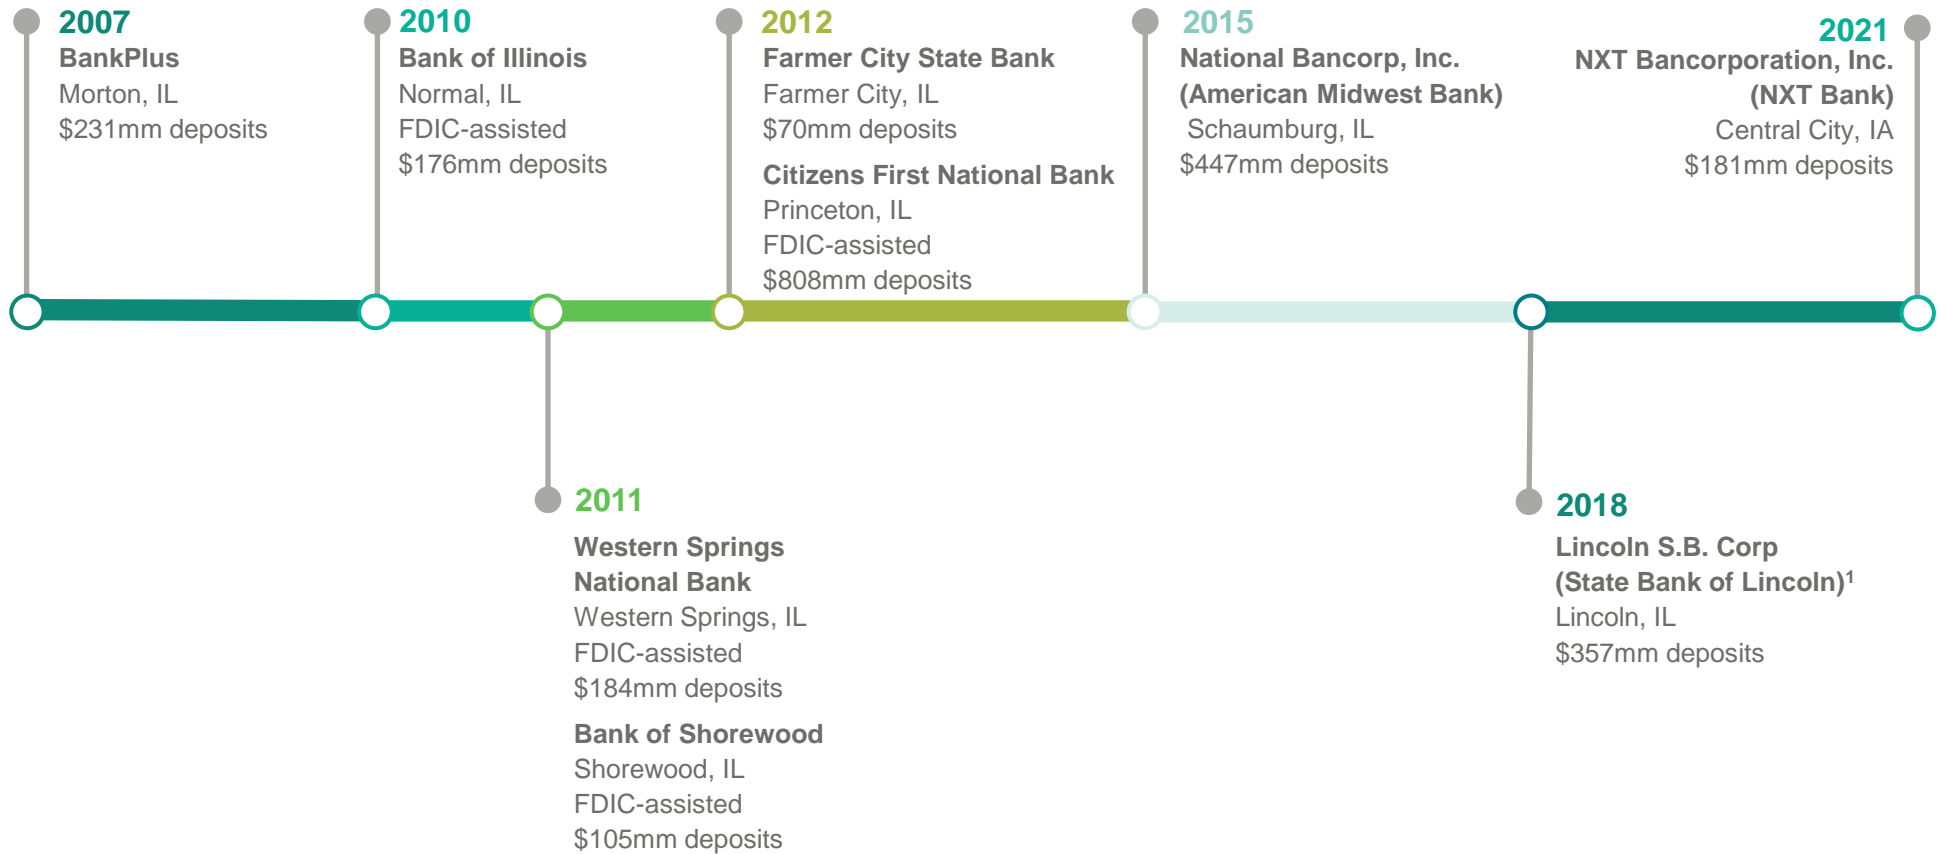 2007
BankPlus
Morton, IL
$231mm deposits
2010
Bank of Illinois
Normal, IL
FDIC-assisted
$176mm deposits
2012
Farmer City State Bank
Farmer City, IL
$70mm deposits
Citizens First National Bank
Princeton, IL
FDIC-assisted
$808mm deposits
2015
National Bancorp, Inc.
(American Midwest Bank)
Schaumburg, IL
$447mm deposits
2021
NXT Bancorporation, Inc.
(NXT Bank)
Central City, IA
$181mm deposits
2011
Western Springs
National Bank
Western Springs, IL
FDIC-assisted
$184mm deposits
Bank of Shorewood
Shorewood, IL
FDIC-assisted
$105mm deposits
2018
Lincoln S.B. Corp
(State Bank of Lincoln)¹
Lincoln, IL
$357mm deposits